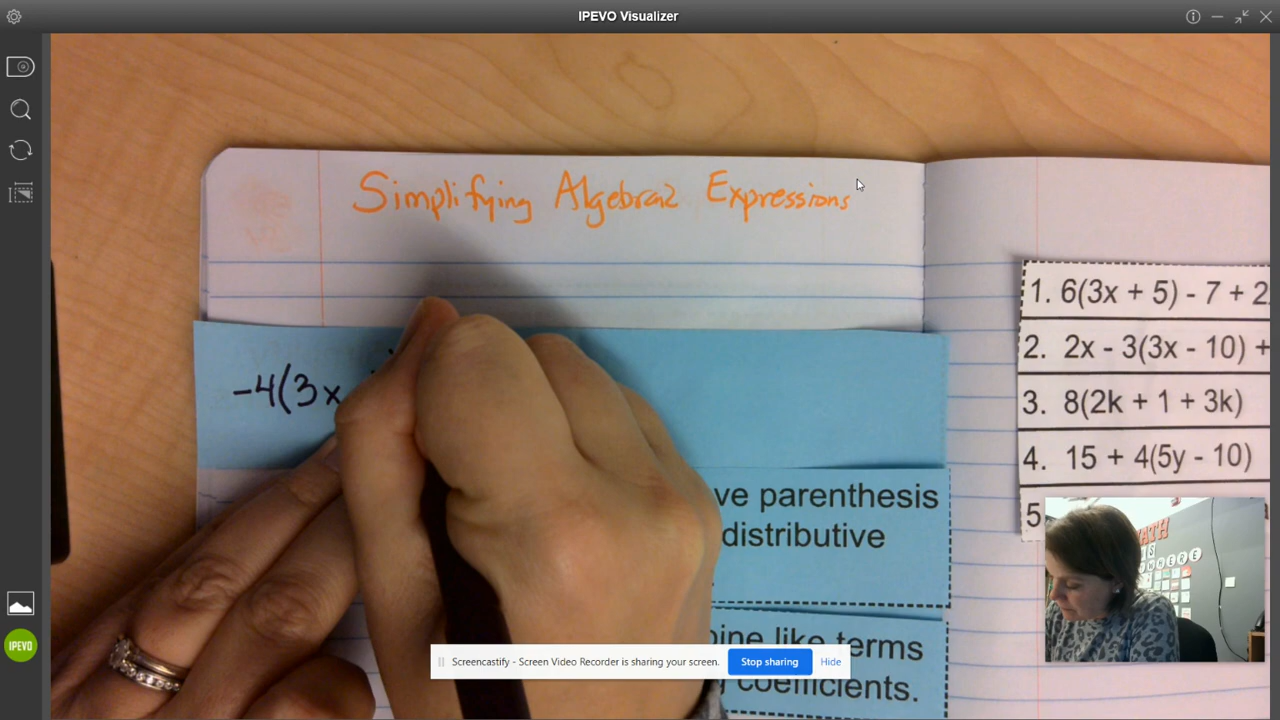 IPEVO Visualizer
Simplifying Algebraic Expressions
-4(3x
ve parenthesis
distributive
ine like terms
coefficients.
1. 6(3x + 5) - 7 + 2
2. 2x - 3(3x - 10) +
3. 8(2k + 1 + 3k)
4. 15 + 4(5y - 10)
5
MATH
IS
IPEVO
Screencastify - Screen Video Recorder is sharing your screen.
Stop sharing
Hide